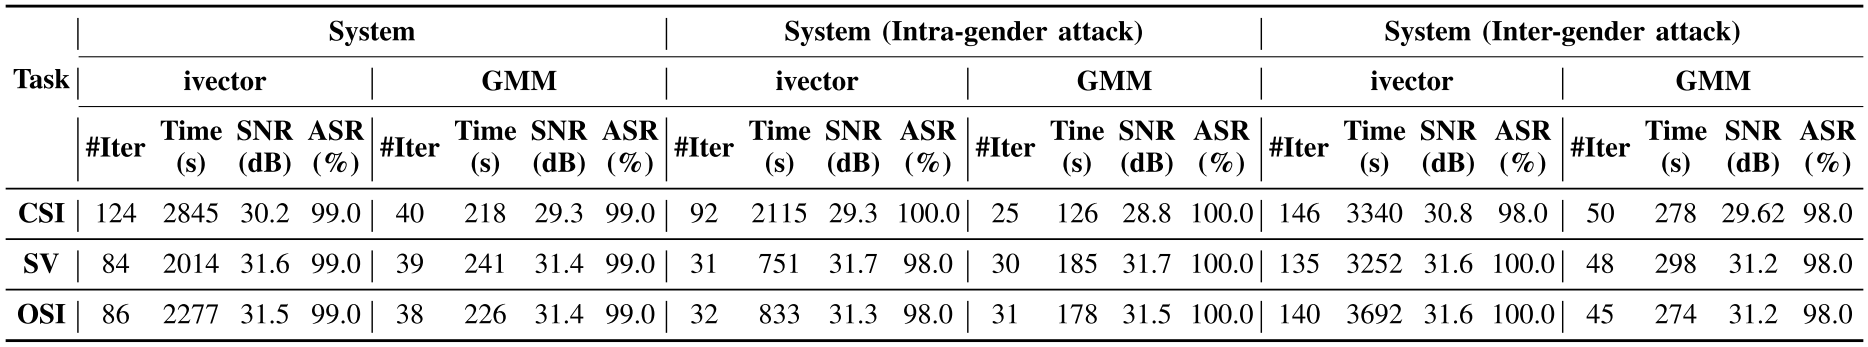 System System (Intra-gender attack) System (Inter-gender attack)
Task ivector GMM ivector GMM ivector GMM
#Iter Time (s) SNR (dB) ASR (%) #Iter Time (s) SNR (dB) ASR (%) #Iter Time (s) SNR (dB) ASR (%) #Iter Tine (s) SNR (dB) ASR (%) #Iter Time (s) SNR (dB) ASR (%) #Iter Time (s) SNR (dB) ASR (%)
CSI 124 2845 30.2 99.0 40 218 29.3 99.0 92 2115 29.3 100.0 25 126 28.8 100.0 146 3340 30.8 98.0 50 278 29.62 98.0
SV 84 2014 31.6 99.0 39 241 31.4 99.0 31 751 31.7 98.0 30 185 31.7 100.0 135 3252 31.6 100.0 48 298 31.2 98.0
OSI 86 2277 31.5 99.0 38 226 31.4 99.0 32 833 31.3 98.0 31 178 31.5 100.0 140 3692 31.6 100.0 45 274 31.2 98.0